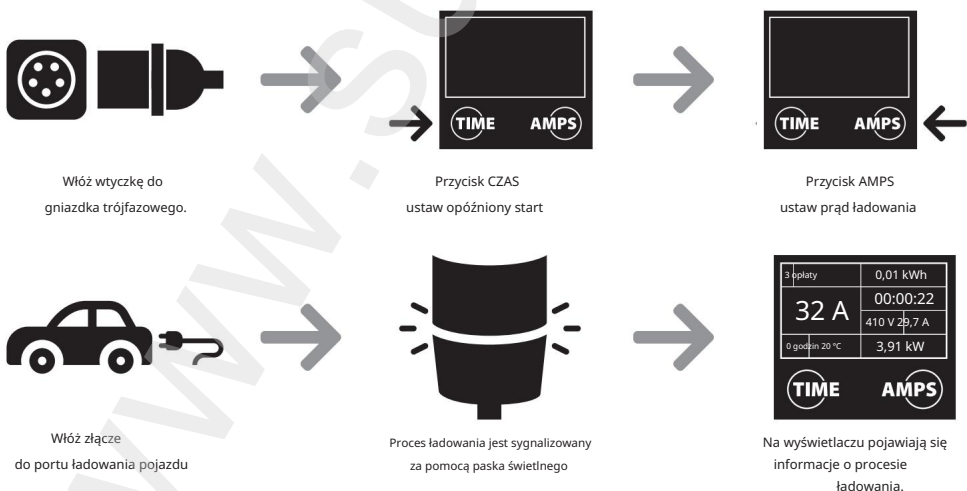 TIME AMPS
TIME AMPS
Włóż wtyczkę do
gniazdka trójfazowego.
Przycisk CZAS
ustaw opóźniony start
Przycisk AMPS
ustaw prąd ładowania
3 opłaty 0,01 kWh
32 A 00:00:22
410 V 29,7 A
0 godzin 20 °C 3,91 kW
TIME AMPS
Włóż złącze
do portu ładowania pojazdu
Proces ładowania jest sygnalizowany
za pomocą paska świetlnego
Na wyświetlaczu pojawiają się
informacje o procesie
ładowania.